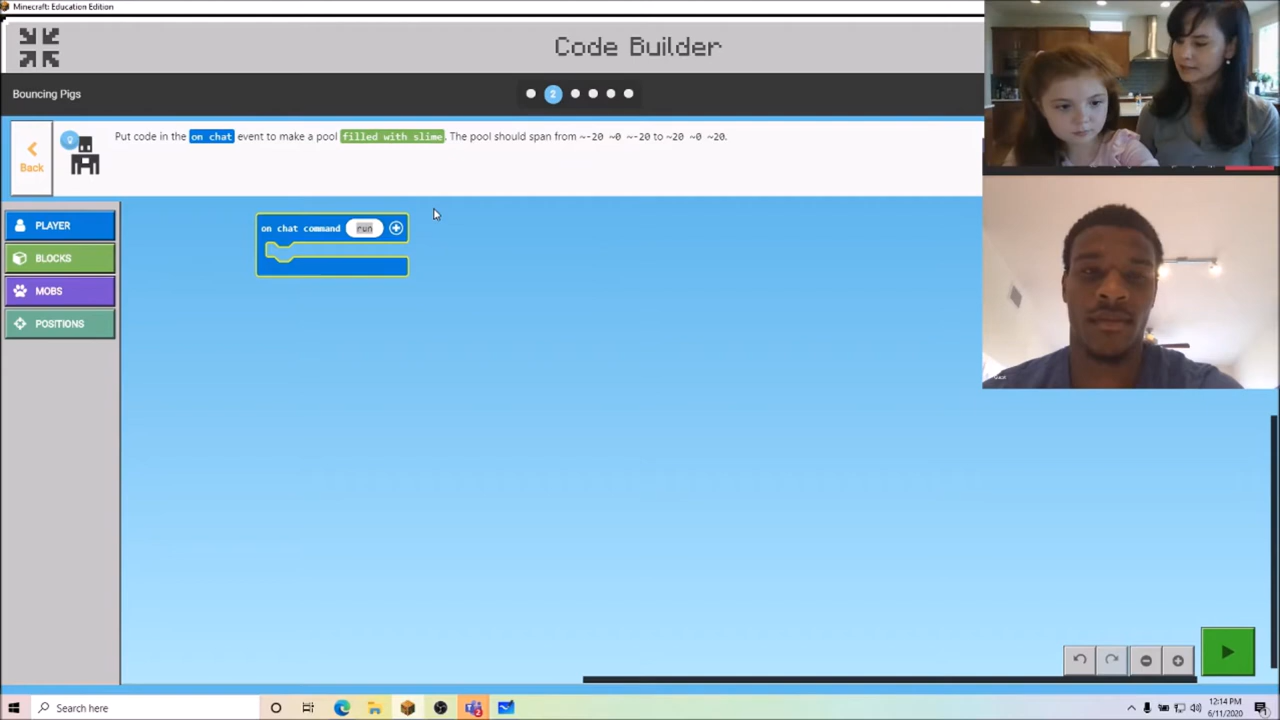 Minecraft: Education Edition
Code Builder
Bouncing Pigs
2
Put code in the on chat event to make a pool filled with slime. The pool should span from ~-20 ~0 ~-20 to ~20 ~0 ~20.
Back
PLAYER
BLOCKS
MOBS
POSITIONS
on chat command run
Search here
12:14 PM
6/11/2020